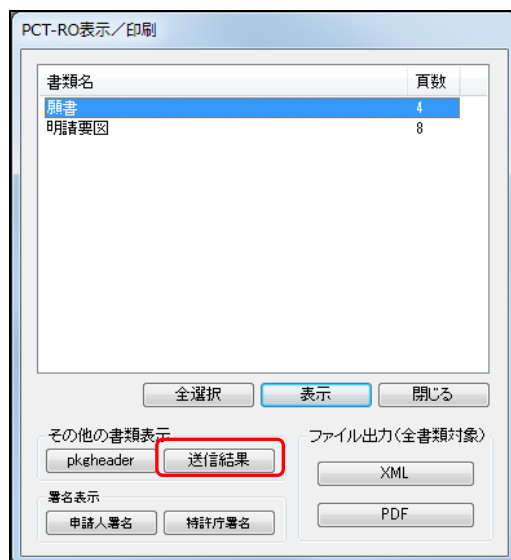 PCT-RO表示／印刷
書類名 頁数
願書 4
明請要図 8
全選択 表示 閉じる
その他の書類表示 ファイル出力(全書類対象)
pkgheader 送信結果 XML
署名表示
申請人署名 特許庁署名 PDF